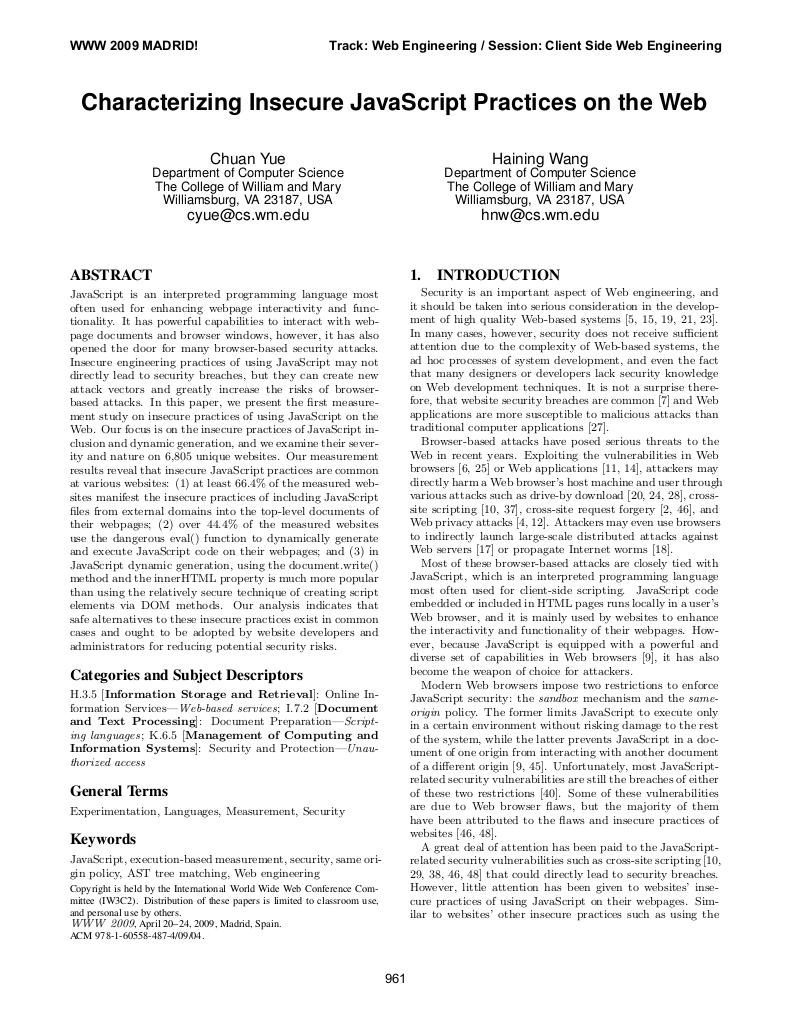 WWW 2009 MADRID!
Track: Web Engineering / Session: Client Side Web Engineering
Characterizing Insecure JavaScript Practices on the Web
Chuan Yue
Department of Computer Science
The College of William and Mary
Williamsburg, VA 23187, USA
cyue@cs.wm.edu
Haining Wang
Department of Computer Science
The College of William and Mary
Williamsburg, VA 23187, USA
hnw@cs.wm.edu
ABSTRACT
JavaScript is an interpreted programming language most
often used for enhancing webpage interactivity and func-
tionality. It has powerful capabilities to interact with web-
page documents and browser windows, however, it has also
opened the door for many browser-based security attacks.
Insecure engineering practices of using JavaScript may not
directly lead to security breaches, but they can create new
attack vectors and greatly increase the risks of browser-
based attacks. In this paper, we present the first measure-
ment study on insecure practices of using JavaScript on the
Web. Our focus is on the insecure practices of JavaScript in-
clusion and dynamic generation, and we examine their sever-
ity and nature on 6,805 unique websites. Our measurement
results reveal that insecure JavaScript practices are common
at various websites: (1) at least 66.4% of the measured web-
sites manifest the insecure practices of including JavaScript
files from external domains into the top-level documents of
their webpages; (2) over 44.4% of the measured websites
use the dangerous eval() function to dynamically generate
and execute JavaScript code on their webpages; and (3) in
JavaScript dynamic generation, using the document.write()
method and the innerHTML property is much more popular
than using the relatively secure technique of creating script
elements via DOM methods. Our analysis indicates that
safe alternatives to these insecure practices exist in common
cases and ought to be adopted by website developers and
administrators for reducing potential security risks.
Categories and Subject Descriptors
H.3.5 [Information Storage and Retrieval]: Online In-
formation Services—Web-based services; I.7.2 [Document
and Text Processing]: Document Preparation—Script-
ing languages; K.6.5 [Management of Computing and
Information Systems]: Security and Protection—Unau-
thorized access
General Terms
Experimentation, Languages, Measurement, Security
Keywords
JavaScript, execution-based measurement, security, same ori-
gin policy, AST tree matching, Web engineering
Copyright is held by the International World Wide Web Conference Com-
mittee (IW3C2). Distribution of these papers is limited to classroom use,
and personal use by others.
WWW 2009, April 20–24, 2009, Madrid, Spain.
ACM 978-1-60558-487-4/09/04.
1. INTRODUCTION
Security is an important aspect of Web engineering, and
it should be taken into serious consideration in the develop-
ment of high quality Web-based systems [5, 15, 19, 21, 23].
In many cases, however, security does not receive sufficient
attention due to the complexity of Web-based systems, the
ad hoc processes of system development, and even the fact
that many designers or developers lack security knowledge
on Web development techniques. It is not a surprise there-
fore, that website security breaches are common [7] and Web
applications are more susceptible to malicious attacks than
traditional computer applications [27].
Browser-based attacks have posed serious threats to the
Web in recent years. Exploiting the vulnerabilities in Web
browsers [6, 25] or Web applications [11, 14], attackers may
directly harm a Web browser's host machine and user through
various attacks such as drive-by download [20, 24, 28], cross-
site scripting [10, 37], cross-site request forgery [2, 46], and
Web privacy attacks [4, 12]. Attackers may even use browsers
to indirectly launch large-scale distributed attacks against
Web servers [17] or propagate Internet worms [18].
Most of these browser-based attacks are closely tied with
JavaScript, which is an interpreted programming language
most often used for client-side scripting. JavaScript code
embedded or included in HTML pages runs locally in a user's
Web browser, and it is mainly used by websites to enhance
the interactivity and functionality of their webpages. How-
ever, because JavaScript is equipped with a powerful and
diverse set of capabilities in Web browsers [9], it has also
become the weapon of choice for attackers.
Modern Web browsers impose two restrictions to enforce
JavaScript security: the sandbox mechanism and the same-
origin policy. The former limits JavaScript to execute only
in a certain environment without risking damage to the rest
of the system, while the latter prevents JavaScript in a doc-
ument of one origin from interacting with another document
of a different origin [9, 45]. Unfortunately, most JavaScript-
related security vulnerabilities are still the breaches of either
of these two restrictions [40]. Some of these vulnerabilities
are due to Web browser flaws, but the majority of them
have been attributed to the flaws and insecure practices of
websites [46, 48].
A great deal of attention has been paid to the JavaScript-
related security vulnerabilities such as cross-site scripting [10,
29, 38, 46, 48] that could directly lead to security breaches.
However, little attention has been given to websites' inse-
cure practices of using JavaScript on their webpages. Sim-
ilar to websites' other insecure practices such as using the
961